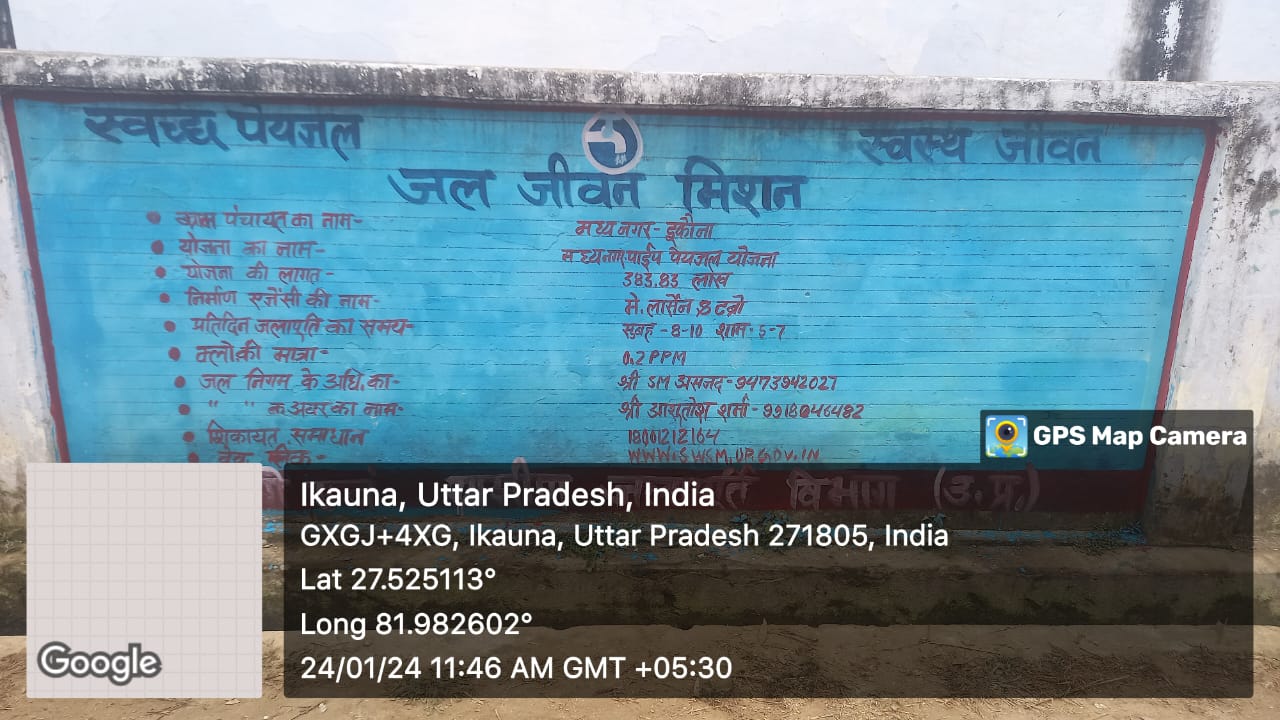 स्वच्छ पेयजल
स्वस्थ जीवन
जल जीवन मिशन
• ग्राम पंचायत का नाम- मध्य नगर- इकौना
• योजना का नाम- मध्यनगर पाईप पेयजल योजना
• योजना की लागत- 383.83 लाख
• निर्माण एजेंसी की नाम- मे. लार्सन & टब्रो
• प्रतिदिन जलापूर्ति का समय- सुबह - 8-10 शाम- 5-7
• क्लोकी मात्रा- 0.2 PPM
• जल निगम के अधि. का- श्री SM असजद - 9473942027
• " " के अवर का नाम- श्री आशुतोष शर्मा -
• शिकायत समाधान 18001212164
WWW.SWSM.UP.GOV.IN
विभाग (उ.प्र.)
GPS Map Camera
Ikauna, Uttar Pradesh, India
GXGJ+4XG, Ikauna, Uttar Pradesh 271805, India
Lat 27.525113°
Long 81.982602°
24/01/24 11:46 AM GMT +05:30
Google